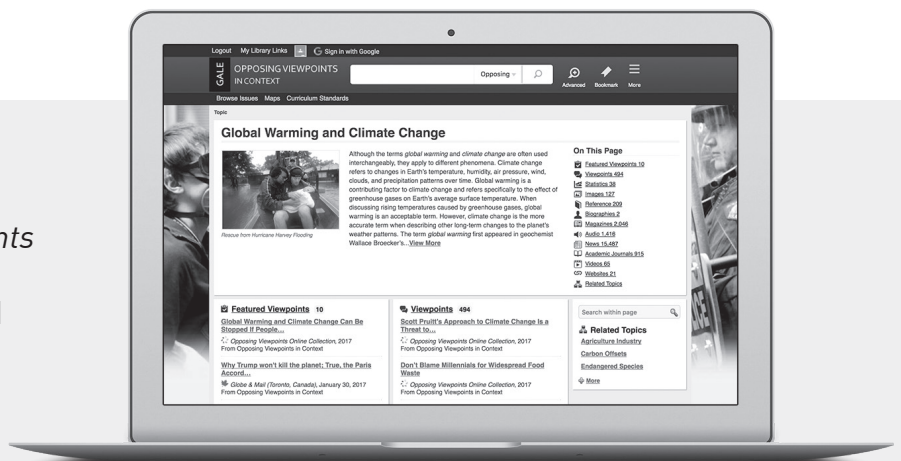 nts
Logout My Library Links Sign in with Google
GALE
OPPOSING VIEWPOINTS
IN CONTEXT
Opposing
Advanced Bookmark More
Browse Issues Maps Curriculum Standards
Topic
Global Warming and Climate Change
Although the terms global warming and climate change are often used
interchangeably, they apply to different phenomena. Climate change
refers to changes in Earth's temperature, humidity, air pressure, wind,
clouds, and precipitation patterns over time. Global warming is a
contributing factor to climate change and refers specifically to the effect of
greenhouse gases on Earth's average surface temperature. When
discussing rising temperatures caused by greenhouse gases, global
warming is an acceptable term. However, climate change is the more
accurate term when describing other long-term changes to the planet's
weather patterns. The term global warming first appeared in geochemist
Wallace Broecker's...View More
Rescue from Hurricane Harvey Flooding
On This Page
Featured Viewpoints 10
Viewpoints 494
Statistics 38
Images 127
Reference 209
Biographies 2
Magazines 2,046
Audio 1,416
News 15,487
Academic Journals 915
Videos 65
Websites 21
Related Topics
Featured Viewpoints 10
Global Warming and Climate Change Can Be
Stopped If People...
Opposing Viewpoints Online Collection, 2017
From Opposing Viewpoints in Context
Why Trump won't kill the planet; True, the Paris
Accord...
Globe & Mail (Toronto, Canada), January 30, 2017
From Opposing Viewpoints in Context
Viewpoints 494
Scott Pruitt's Approach to Climate Change Is a
Threat to...
Opposing Viewpoints Online Collection, 2017
From Opposing Viewpoints in Context
Don't Blame Millennials for Widespread Food
Waste
Opposing Viewpoints Online Collection, 2017
From Opposing Viewpoints in Context
Search within page
Related Topics
Agriculture Industry
Carbon Offsets
Endangered Species
More